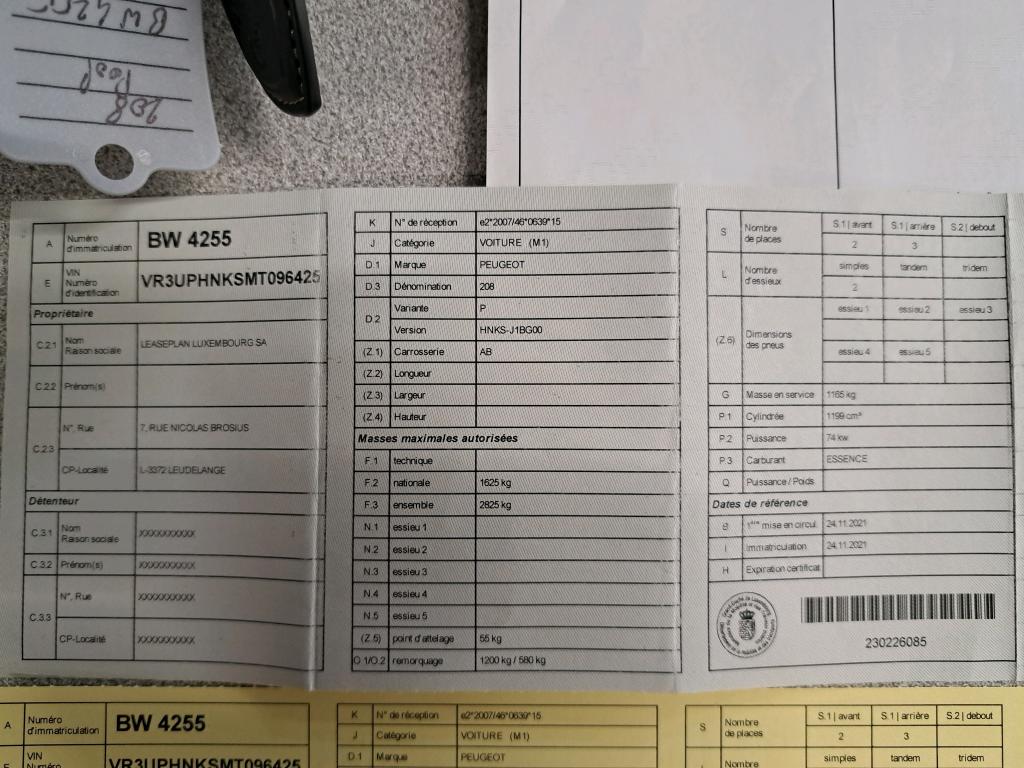 BW 4255
208
A Numéro d'immatriculation BW 4255
E VIN Numéro d'identification VR3UPHNKSMT096425
Propriétaire
C.2.1 Nom Raison sociale LEASEPLAN LUXEMBOURG SA
C.2.2 Prénom(s)
C.2.3 N°, Rue 7, RUE NICOLAS BROSIUS
CP-Localité L-3372 LEUDELANGE
Détenteur
C.3.1 Nom Raison sociale XXXXXXXXXX
C.3.2 Prénom(s) XXXXXXXXXX
C.3.3 N°, Rue XXXXXXXXXX
CP-Localité XXXXXXXXXX
K N° de réception e2*2007/46*0639*15
J Catégorie VOITURE (M1)
D.1 Marque PEUGEOT
D.3 Dénomination 208
D.2 Variante P
Version HNKS-J1BG00
(Z.1) Carrosserie AB
(Z.2) Longueur
(Z.3) Largeur
(Z.4) Hauteur
Masses maximales autorisées
F.1 technique
F.2 nationale 1625 kg
F.3 ensemble 2825 kg
N.1 essieu 1
N.2 essieu 2
N.3 essieu 3
N.4 essieu 4
N.5 essieu 5
(Z.5) point d'attelage 55 kg
O.1/O.2 remorquage 1200 kg / 580 kg
S Nombre de places S.1 | avant S.1 | arrière S.2 | debout
2 3
L Nombre d'essieux simples tandem tridem
2
(Z.6) Dimensions des pneus essieu 1 essieu 2 essieu 3
essieu 4 essieu 5
G Masse en service 1165 kg
P.1 Cylindrée 1199 cm³
P.2 Puissance 74 kw
P.3 Carburant ESSENCE
Q Puissance / Poids
Dates de référence
B 1ère mise en circul. 24.11.2021
I Immatriculation 24.11.2021
H Expiration certificat
230226085
A Numéro d'immatriculation BW 4255
E VIN Numéro VR3UPHNKSMT096425
K N° de réception e2*2007/46*0639*15
J Catégorie VOITURE (M1)
D.1 Marque PEUGEOT
S Nombre de places S.1 | avant S.1 | arrière S.2 | debout
2 3
Nombre simples tandem tridem